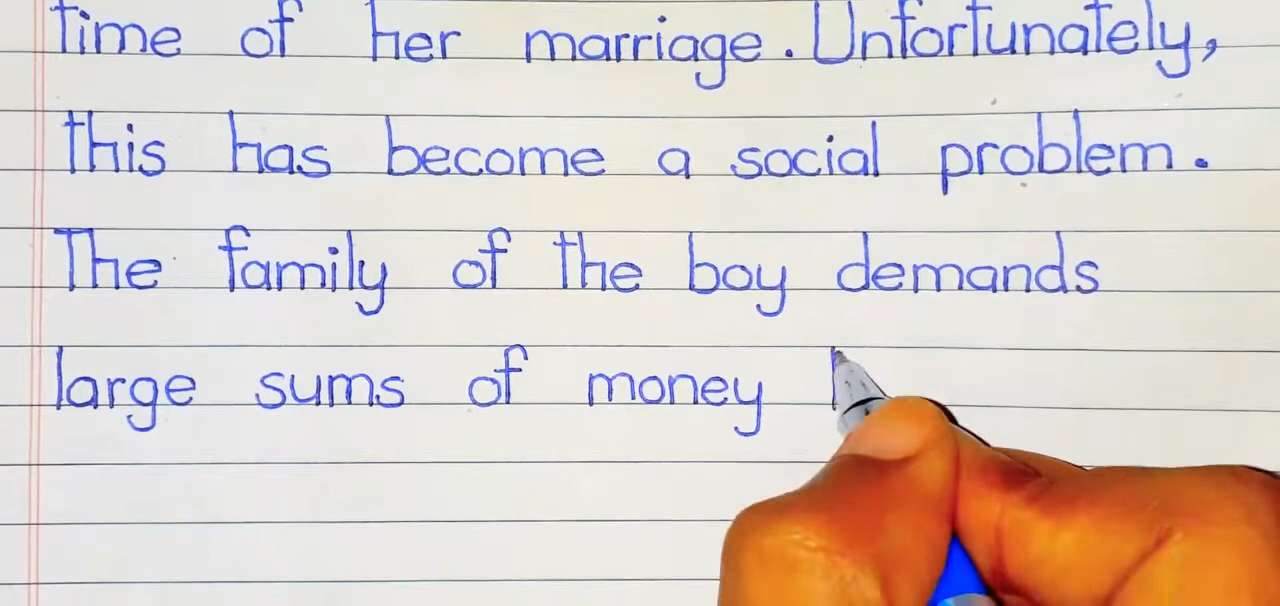 time of her marriage. Unfortunately,
this has become a social problem.
The family of the boy demands
large sums of money